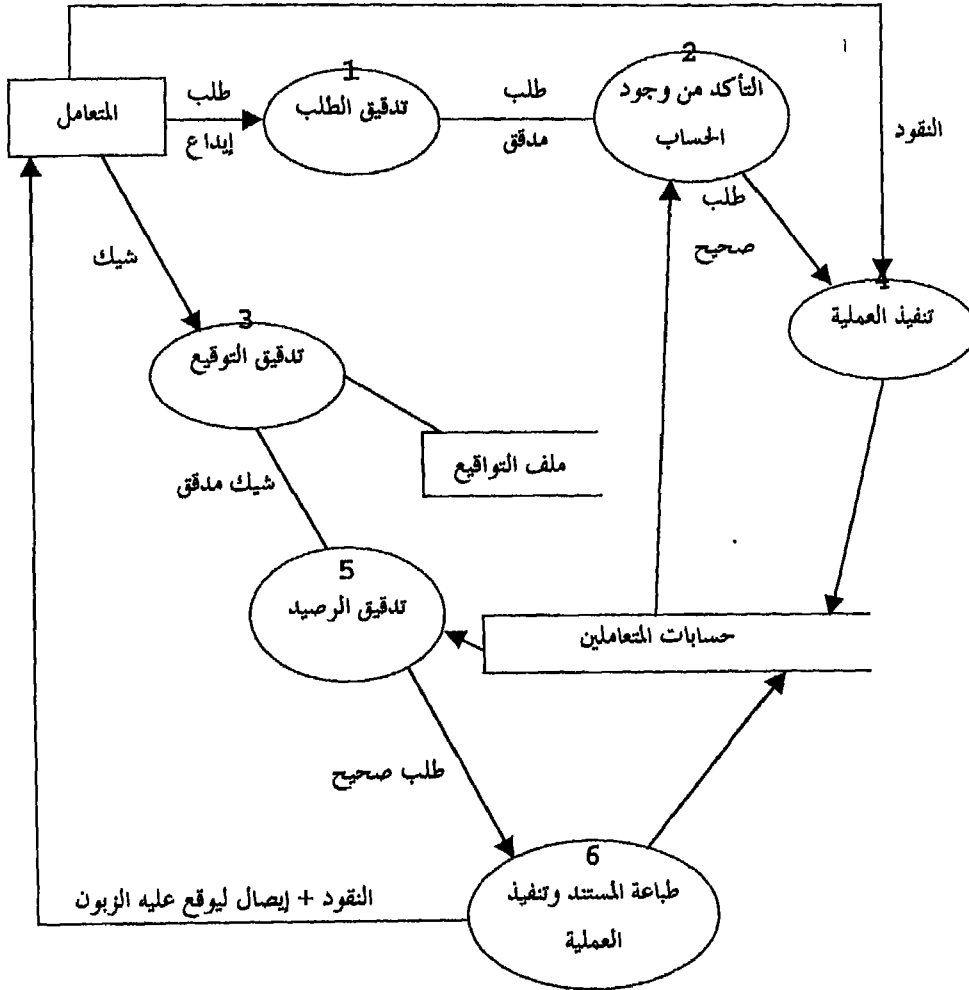 ١
1
2
المتعامل
طلب
إيداع
تدقيق الطلب
طلب
مدقق
التأكد من وجود
الحساب
النقود
شيك
طلب
صحيح
3
تدقيق التوقيع
4
تنفيذ العملية
ملف التواقيع
شيك مدقق
5
تدقيق الرصيد
حسابات المتعاملين
طلب صحيح
6
طباعة المستند وتنفيذ
العملية
النقود + إيصال ليوقع عليه الزبون